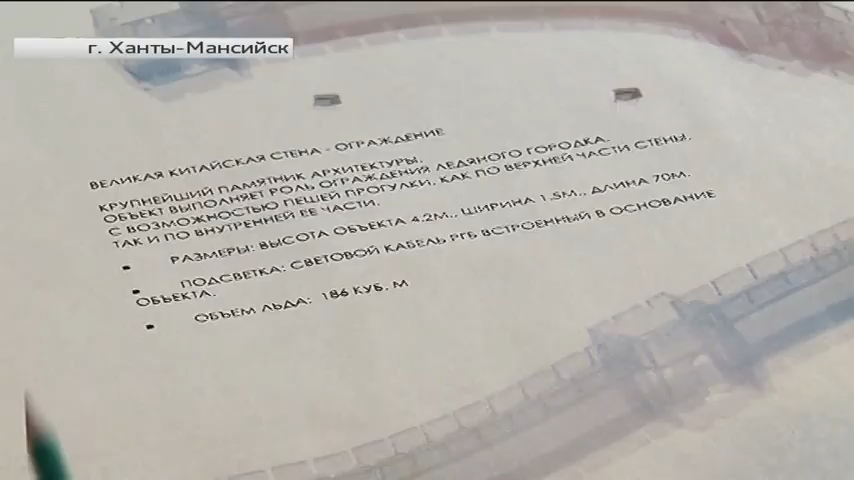 г. Ханты-Мансийск
ВЕЛИКАЯ КИТАЙСКАЯ СТЕНА - ОГРАЖДЕНИЕ
КРУПНЕЙШИЙ ПАМЯТНИК АРХИТЕКТУРЫ.
ОБЪЕКТ ВЫПОЛНЯЕТ РОЛЬ ОГРАЖДЕНИЯ ЛЕДЯНОГО ГОРОДКА.
С ВОЗМОЖНОСТЬЮ ПЕШЕЙ ПРОГУЛКИ, КАК ПО ВЕРХНЕЙ ЧАСТИ СТЕНЫ,
ТАК И ПО ВНУТРЕННЕЙ ЕЕ ЧАСТИ.
▪ РАЗМЕРЫ: ВЫСОТА ОБЪЕКТА 4.2М., ШИРИНА 1.5М., ДЛИНА 70М.
▪ ПОДСВЕТКА: СВЕТОВОЙ КАБЕЛЬ РГБ ВСТРОЕННЫЙ В ОСНОВАНИЕ
ОБЪЕКТА.
▪ ОБЪЕМ ЛЬДА: 186 КУБ. М